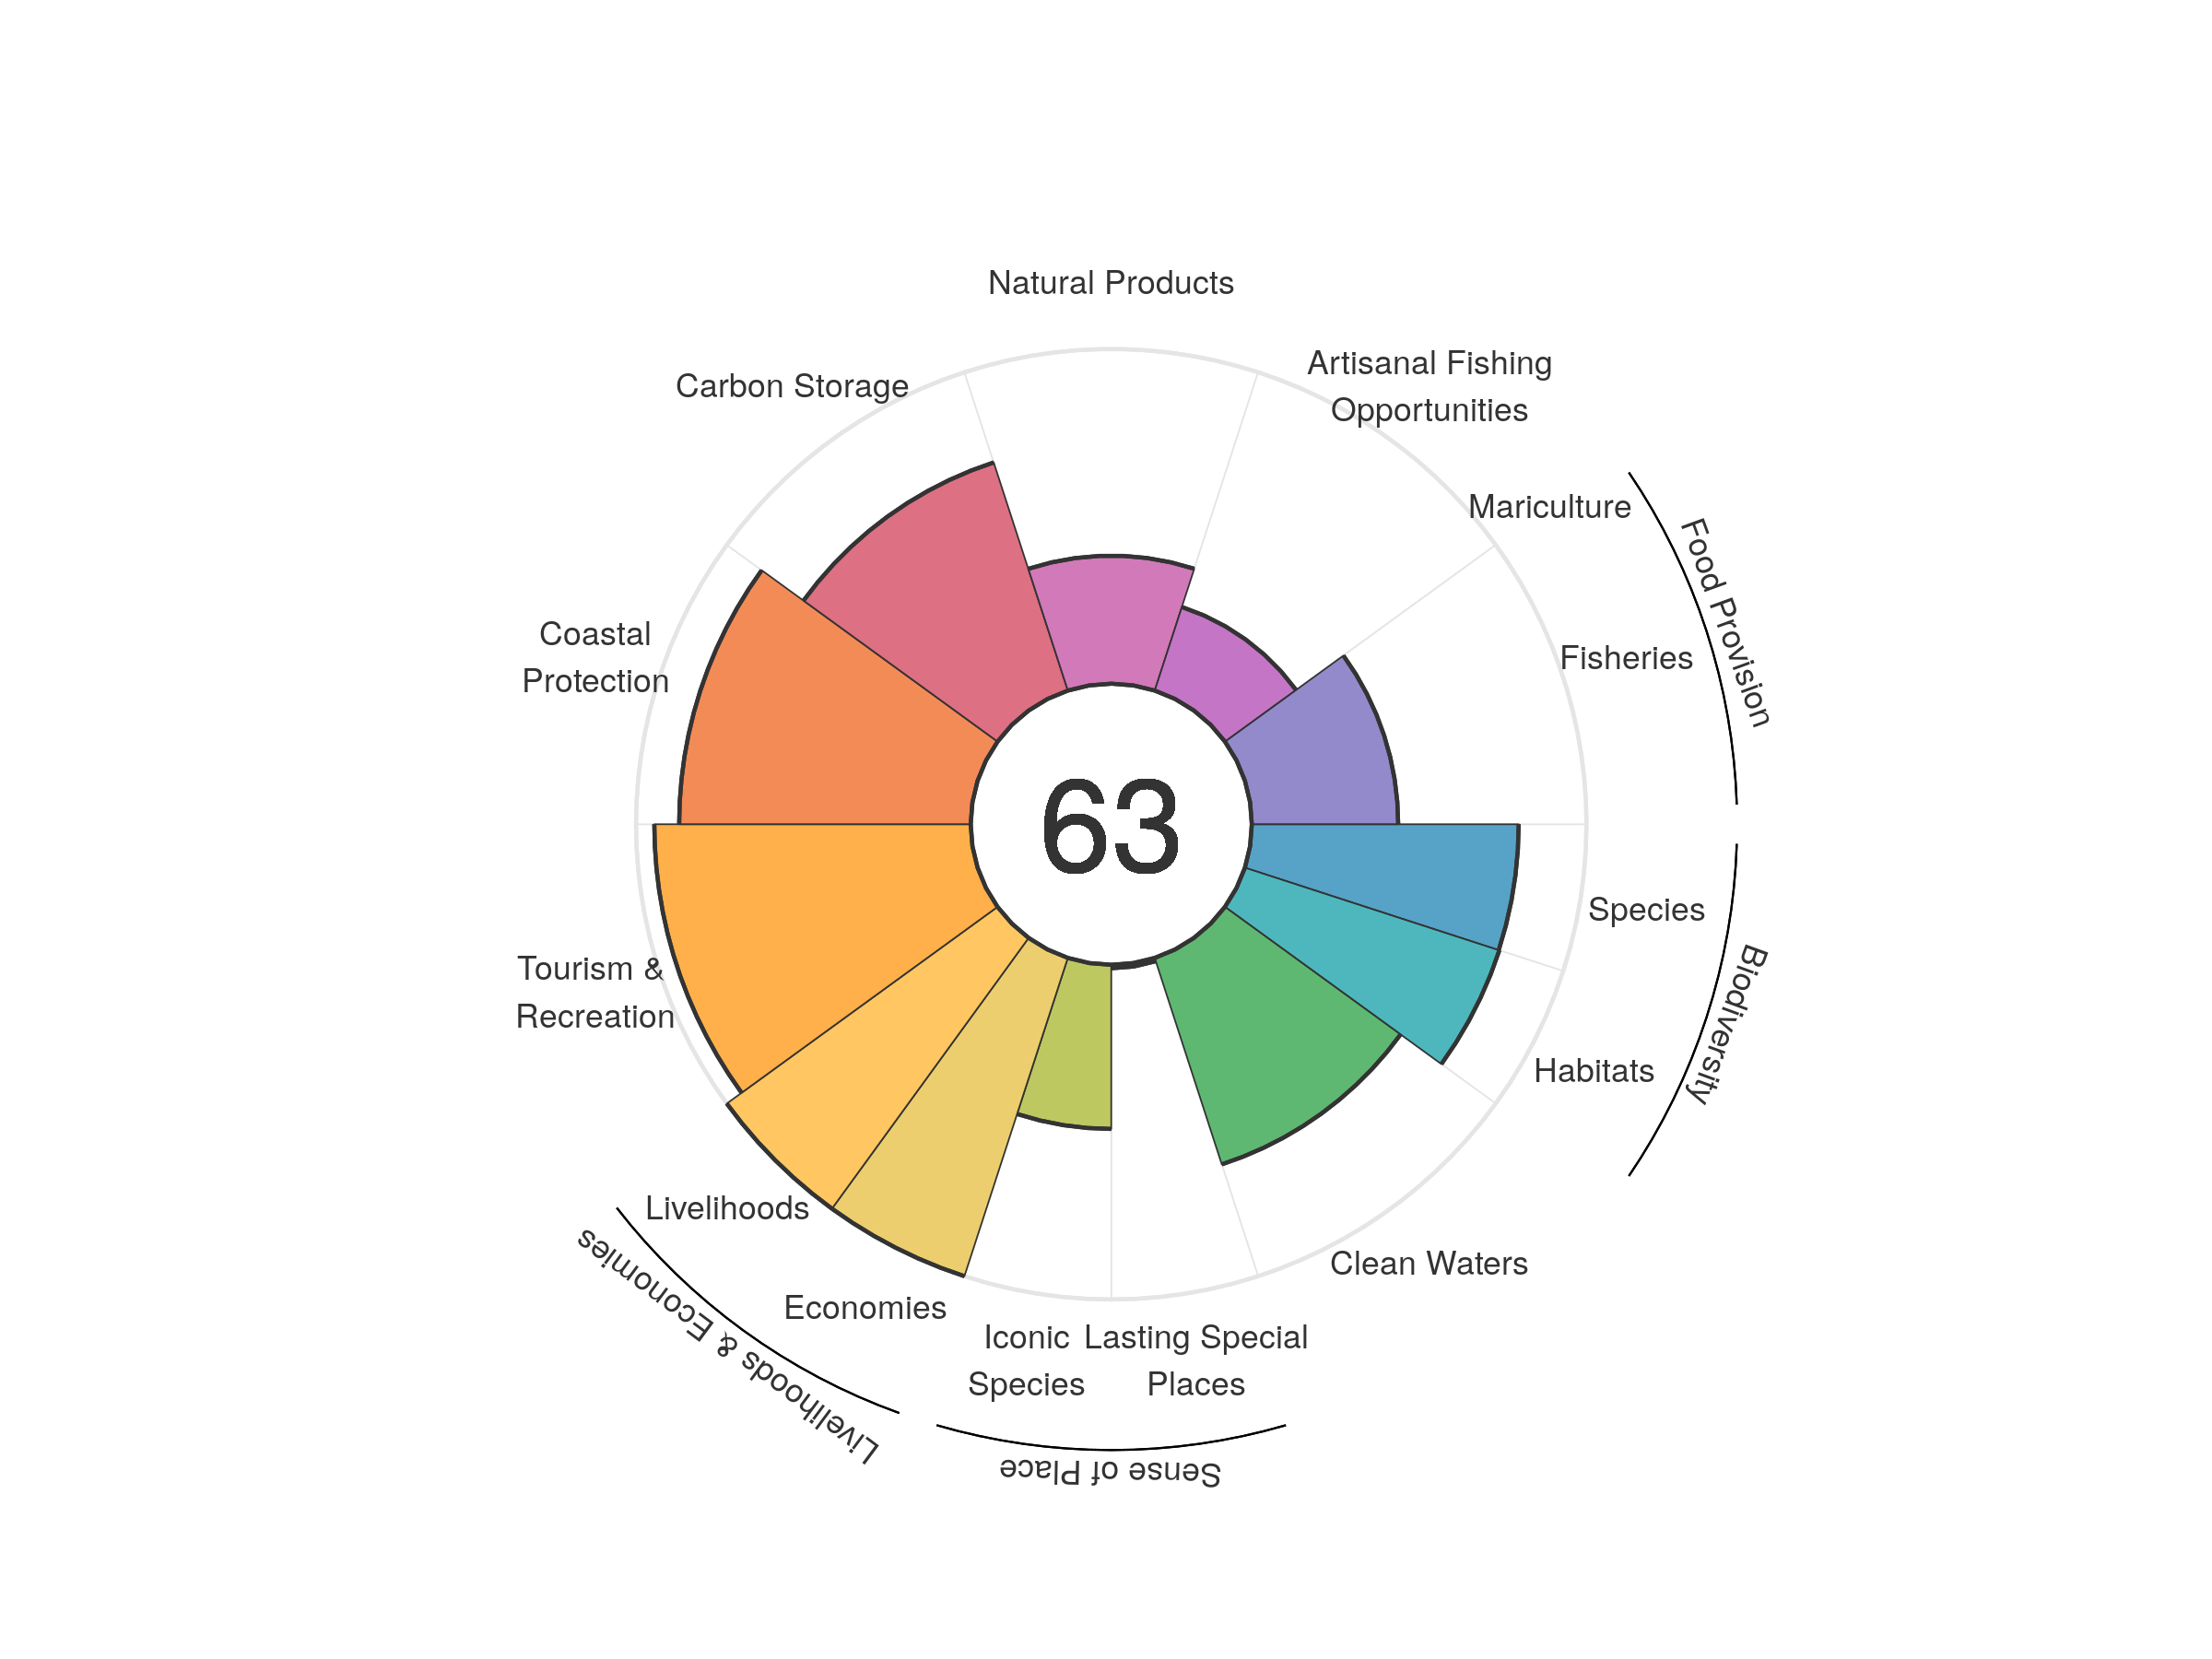 Natural Products
Artisanal Fishing
Opportunities
Carbon Storage
Mariculture
Food Provision
Fisheries
Coastal
Protection
63
Species
Biodiversity
Tourism &
Recreation
Habitats
Livelihoods
Clean Waters
Livelihoods & Economies
Economies
Iconic
Species
Lasting Special
Places
Sense of Place